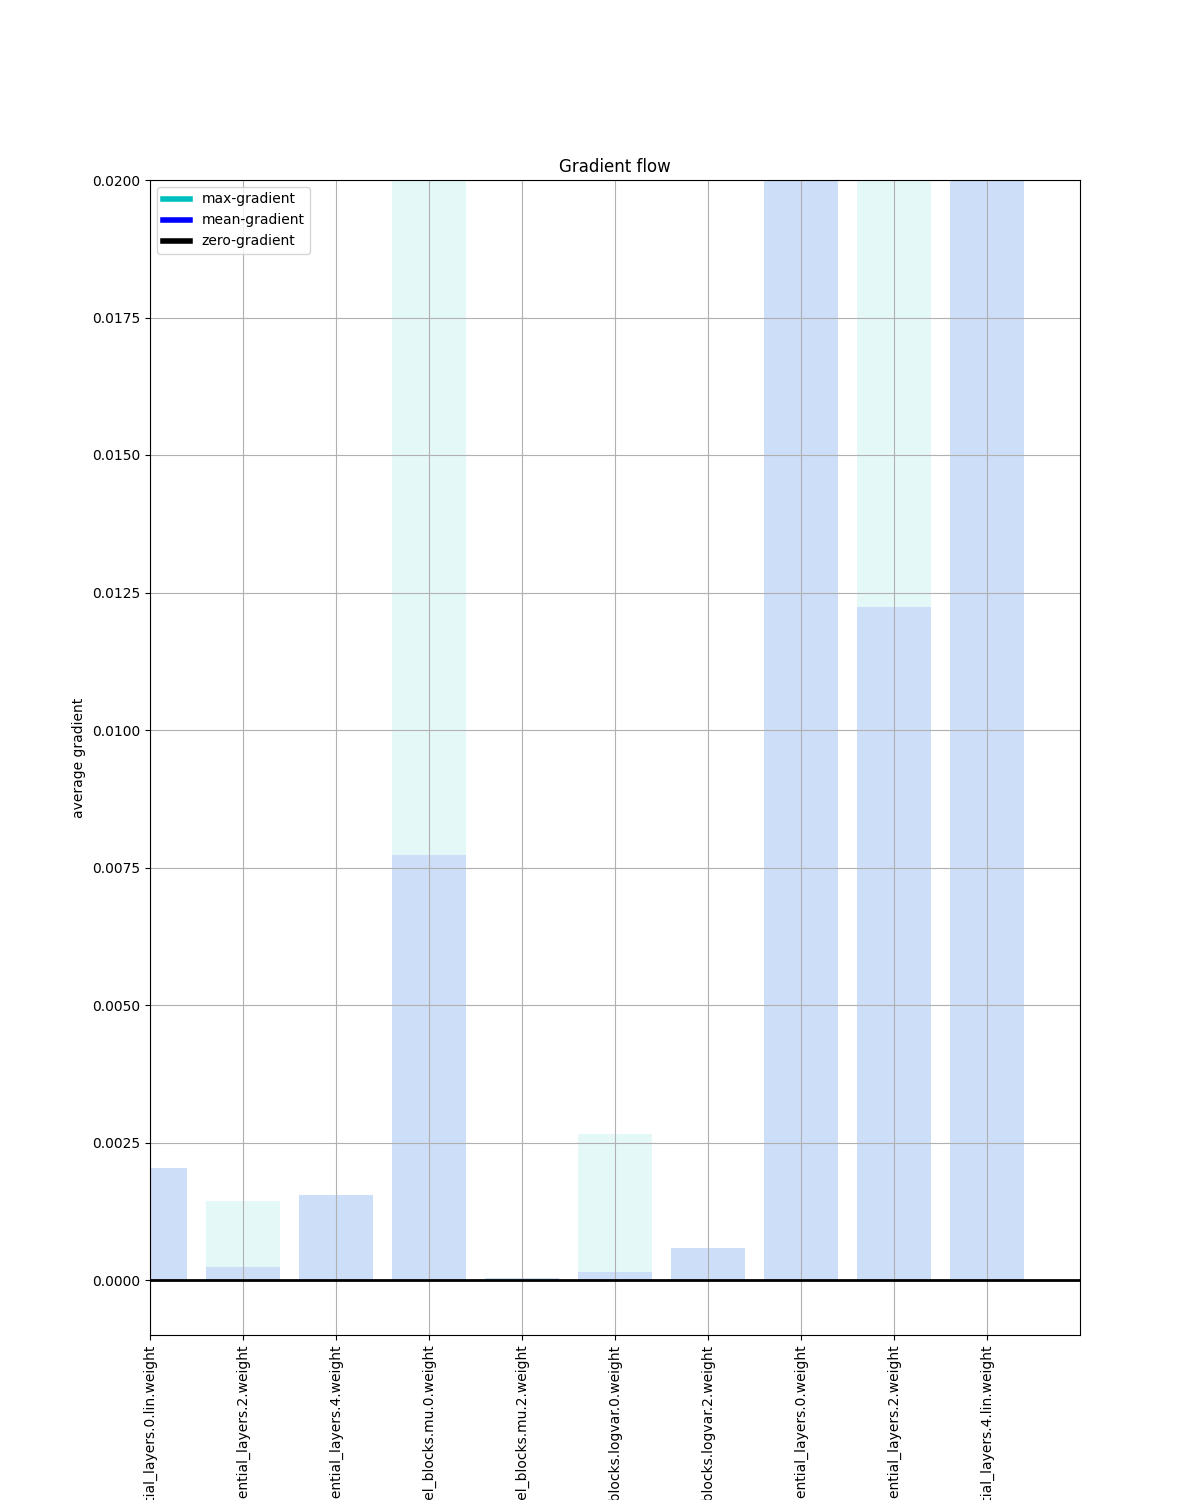 Gradient flow
max-gradient
mean-gradient
zero-gradient
0.0200
0.0175
0.0150
0.0125
0.0100
0.0075
0.0050
0.0025
0.0000
average gradient
tial_layers.0.lin.weight
ential_layers.2.weight
ential_layers.4.weight
el_blocks.mu.0.weight
el_blocks.mu.2.weight
blocks.logvar.0.weight
blocks.logvar.2.weight
ential_layers.0.weight
ential_layers.2.weight
tial_layers.4.lin.weight